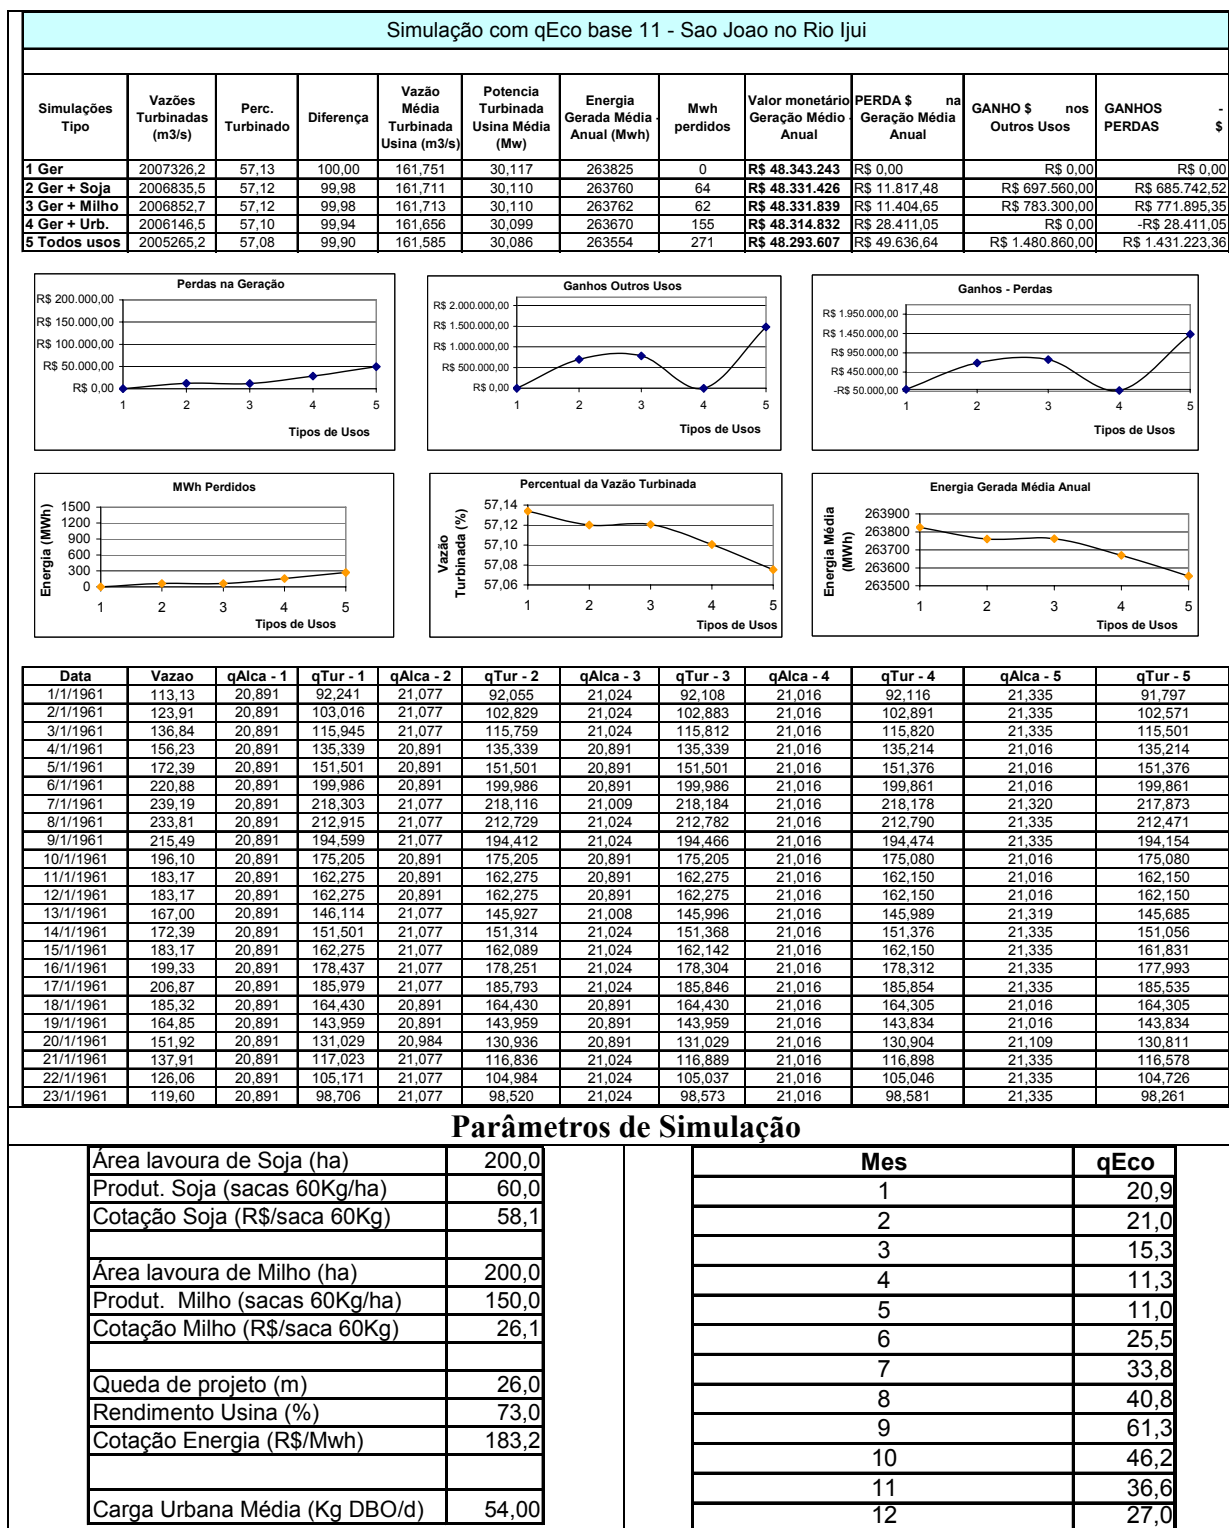 Simulação com qEco base 11 - Sao Joao no Rio Ijui
Simulações Tipo | Vazões Turbinadas (m3/s) | Perc. Turbinado | Diferença | Vazão Média Turbinada Usina (m3/s) | Potencia Turbinada Usina Média (Mw) | Energia Gerada Média - Anual (Mwh) | Mwh perdidos | Valor monetário Geração Médio - Anual | PERDA $ na Geração Média Anual | GANHO $ nos Outros Usos | GANHOS - PERDAS $
1 Ger | 2007326,2 | 57,13 | 100,00 | 161,751 | 30,117 | 263825 | 0 | R$ 48.343.243 | R$ 0,00 | R$ 0,00 | R$ 0,00
2 Ger + Soja | 2006835,5 | 57,12 | 99,98 | 161,711 | 30,110 | 263760 | 64 | R$ 48.331.426 | R$ 11.817,48 | R$ 697.560,00 | R$ 685.742,52
3 Ger + Milho | 2006852,7 | 57,12 | 99,98 | 161,713 | 30,110 | 263762 | 62 | R$ 48.331.839 | R$ 11.404,65 | R$ 783.300,00 | R$ 771.895,35
4 Ger + Urb. | 2006146,5 | 57,10 | 99,94 | 161,656 | 30,099 | 263670 | 155 | R$ 48.314.832 | R$ 28.411,05 | R$ 0,00 | -R$ 28.411,05
5 Todos usos | 2005265,2 | 57,08 | 99,90 | 161,585 | 30,086 | 263554 | 271 | R$ 48.293.607 | R$ 49.636,64 | R$ 1.480.860,00 | R$ 1.431.223,36
Perdas na Geração
R$ 200.000,00
R$ 150.000,00
R$ 100.000,00
R$ 50.000,00
R$ 0,00
1 2 3 4 5
Tipos de Usos
Ganhos Outros Usos
R$ 2.000.000,00
R$ 1.500.000,00
R$ 1.000.000,00
R$ 500.000,00
R$ 0,00
1 2 3 4 5
Tipos de Usos
Ganhos - Perdas
R$ 1.950.000,00
R$ 1.450.000,00
R$ 950.000,00
R$ 450.000,00
-R$ 50.000,00
1 2 3 4 5
Tipos de Usos
MWh Perdidos
Energia (MWh)
1500
1200
900
600
300
0
1 2 3 4 5
Tipos de Usos
Percentual da Vazão Turbinada
Vazão Turbinada (%)
57,14
57,12
57,10
57,08
57,06
1 2 3 4 5
Tipos de Usos
Energia Gerada Média Anual
Energia Média (MWh)
263900
263800
263700
263600
263500
1 2 3 4 5
Tipos de Usos
Data | Vazao | qAlca - 1 | qTur - 1 | qAlca - 2 | qTur - 2 | qAlca - 3 | qTur - 3 | qAlca - 4 | qTur - 4 | qAlca - 5 | qTur - 5
1/1/1961 | 113,13 | 20,891 | 92,241 | 21,077 | 92,055 | 21,024 | 92,108 | 21,016 | 92,116 | 21,335 | 91,797
2/1/1961 | 123,91 | 20,891 | 103,016 | 21,077 | 102,829 | 21,024 | 102,883 | 21,016 | 102,891 | 21,335 | 102,571
3/1/1961 | 136,84 | 20,891 | 115,945 | 21,077 | 115,759 | 21,024 | 115,812 | 21,016 | 115,820 | 21,335 | 115,501
4/1/1961 | 156,23 | 20,891 | 135,339 | 20,891 | 135,339 | 20,891 | 135,339 | 21,016 | 135,214 | 21,016 | 135,214
5/1/1961 | 172,39 | 20,891 | 151,501 | 20,891 | 151,501 | 20,891 | 151,501 | 21,016 | 151,376 | 21,016 | 151,376
6/1/1961 | 220,88 | 20,891 | 199,986 | 20,891 | 199,986 | 20,891 | 199,986 | 21,016 | 199,861 | 21,016 | 199,861
7/1/1961 | 239,19 | 20,891 | 218,303 | 21,077 | 218,116 | 21,009 | 218,184 | 21,016 | 218,178 | 21,320 | 217,873
8/1/1961 | 233,81 | 20,891 | 212,915 | 21,077 | 212,729 | 21,024 | 212,782 | 21,016 | 212,790 | 21,335 | 212,471
9/1/1961 | 215,49 | 20,891 | 194,599 | 21,077 | 194,412 | 21,024 | 194,466 | 21,016 | 194,474 | 21,335 | 194,154
10/1/1961 | 196,10 | 20,891 | 175,205 | 20,891 | 175,205 | 20,891 | 175,205 | 21,016 | 175,080 | 21,016 | 175,080
11/1/1961 | 183,17 | 20,891 | 162,275 | 20,891 | 162,275 | 20,891 | 162,275 | 21,016 | 162,150 | 21,016 | 162,150
12/1/1961 | 183,17 | 20,891 | 162,275 | 20,891 | 162,275 | 20,891 | 162,275 | 21,016 | 162,150 | 21,016 | 162,150
13/1/1961 | 167,00 | 20,891 | 146,114 | 21,077 | 145,927 | 21,008 | 145,996 | 21,016 | 145,989 | 21,319 | 145,685
14/1/1961 | 172,39 | 20,891 | 151,501 | 21,077 | 151,314 | 21,024 | 151,368 | 21,016 | 151,376 | 21,335 | 151,056
15/1/1961 | 183,17 | 20,891 | 162,275 | 21,077 | 162,089 | 21,024 | 162,142 | 21,016 | 162,150 | 21,335 | 161,831
16/1/1961 | 199,33 | 20,891 | 178,437 | 21,077 | 178,251 | 21,024 | 178,304 | 21,016 | 178,312 | 21,335 | 177,993
17/1/1961 | 206,87 | 20,891 | 185,979 | 21,077 | 185,793 | 21,024 | 185,846 | 21,016 | 185,854 | 21,335 | 185,535
18/1/1961 | 185,32 | 20,891 | 164,430 | 20,891 | 164,430 | 20,891 | 164,430 | 21,016 | 164,305 | 21,016 | 164,305
19/1/1961 | 164,85 | 20,891 | 143,959 | 20,891 | 143,959 | 20,891 | 143,959 | 21,016 | 143,834 | 21,016 | 143,834
20/1/1961 | 151,92 | 20,891 | 131,029 | 20,984 | 130,936 | 20,891 | 131,029 | 21,016 | 130,904 | 21,109 | 130,811
21/1/1961 | 137,91 | 20,891 | 117,023 | 21,077 | 116,836 | 21,024 | 116,889 | 21,016 | 116,898 | 21,335 | 116,578
22/1/1961 | 126,06 | 20,891 | 105,171 | 21,077 | 104,984 | 21,024 | 105,037 | 21,016 | 105,046 | 21,335 | 104,726
23/1/1961 | 119,60 | 20,891 | 98,706 | 21,077 | 98,520 | 21,024 | 98,573 | 21,016 | 98,581 | 21,335 | 98,261
Parâmetros de Simulação
Área lavoura de Soja (ha) 200,0
Produt. Soja (sacas 60Kg/ha) 60,0
Cotação Soja (R$/saca 60Kg) 58,1
Área lavoura de Milho (ha) 200,0
Produt. Milho (sacas 60Kg/ha) 150,0
Cotação Milho (R$/saca 60Kg) 26,1
Queda de projeto (m) 26,0
Rendimento Usina (%) 73,0
Cotação Energia (R$/Mwh) 183,2
Carga Urbana Média (Kg DBO/d) 54,00
Mes qEco
1 20,9
2 21,0
3 15,3
4 11,3
5 11,0
6 25,5
7 33,8
8 40,8
9 61,3
10 46,2
11 36,6
12 27,0